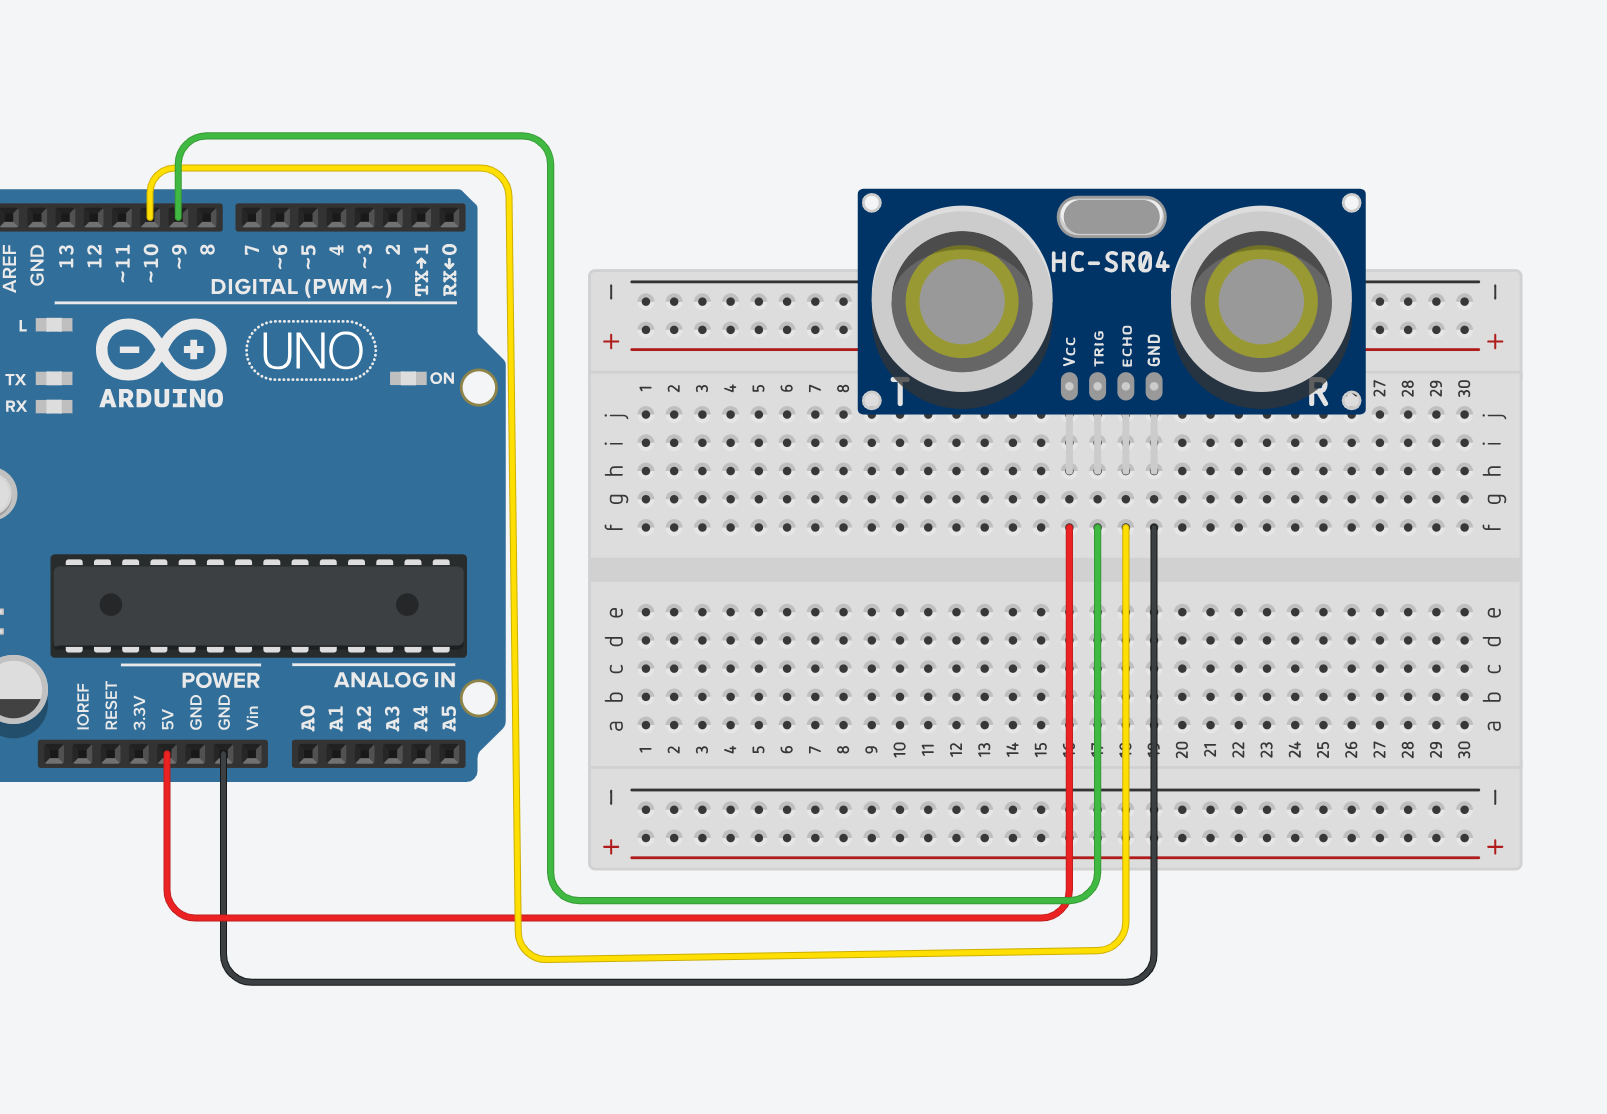 AREF
GND
13
12
~11
~10
~9
8
7
~6
~5
4
~3
2
TX→1
RX←0
DIGITAL (PWM~)
L
TX
RX
ARDUINO
UNO
ON
POWER
ANALOG IN
IOREF
RESET
3.3V
5V
GND
GND
Vin
A0
A1
A2
A3
A4
A5
HC-SR04
Vcc
TRIG
ECHO
GND
T
R
− −
+ +
1 2 3 4 5 6 7 8 27 28 29 30
j j
i i
h h
g g
f f
e e
d d
c c
b b
a a
1 2 3 4 5 6 7 8 9 10 11 12 13 14 15 16 17 18 19 20 21 22 23 24 25 26 27 28 29 30
− −
+ +